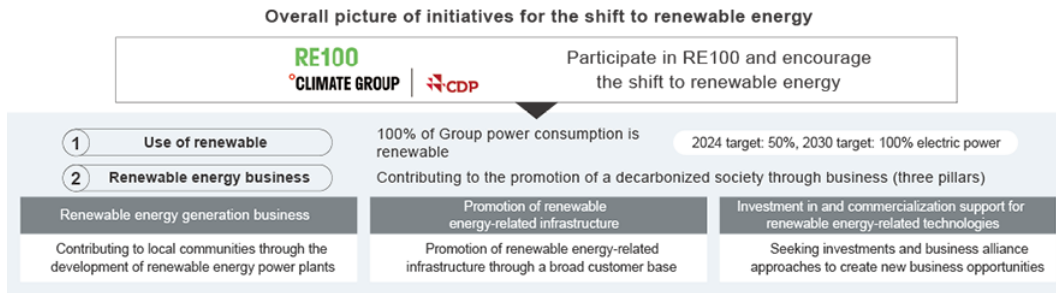 Overall picture of initiatives for the shift to renewable energy
RE100
°CLIMATE GROUP
CDP
Participate in RE100 and encourage
the shift to renewable energy
1 Use of renewable
100% of Group power consumption is
renewable
2024 target: 50%, 2030 target: 100% electric power
2 Renewable energy business
Contributing to the promotion of a decarbonized society through business (three pillars)
Renewable energy generation business
Contributing to local communities through the
development of renewable energy power plants
Promotion of renewable
energy-related infrastructure
Promotion of renewable energy-related
infrastructure through a broad customer base
Investment in and commercialization support for
renewable energy-related technologies
Seeking investments and business alliance
approaches to create new business opportunities